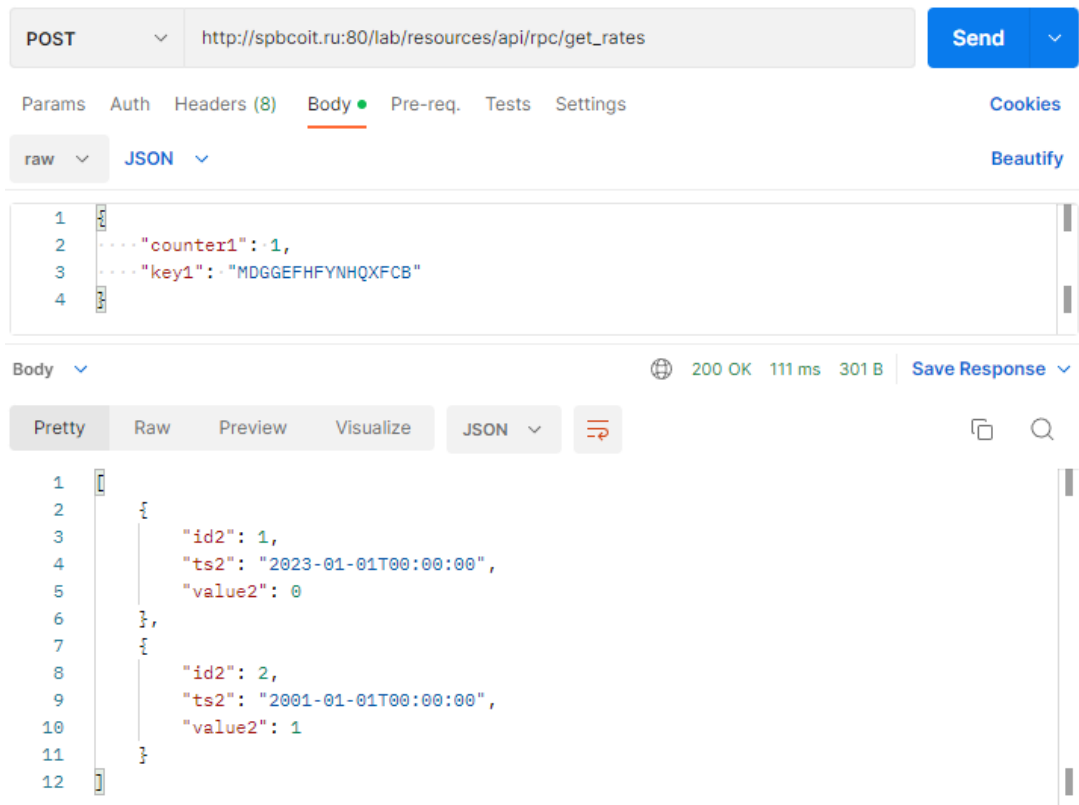 POST http://spbcoit.ru:80/lab/resources/api/rpc/get_rates Send
Params Auth Headers (8) Body Pre-req. Tests Settings Cookies
raw JSON Beautify
1 {
2 "counter1": 1,
3 "key1": "MDGGEFHFYNHQXFCB"
4 }
Body 200 OK 111 ms 301 B Save Response
Pretty Raw Preview Visualize JSON
1 [
2 {
3 "id2": 1,
4 "ts2": "2023-01-01T00:00:00",
5 "value2": 0
6 },
7 {
8 "id2": 2,
9 "ts2": "2001-01-01T00:00:00",
10 "value2": 1
11 }
12 ]